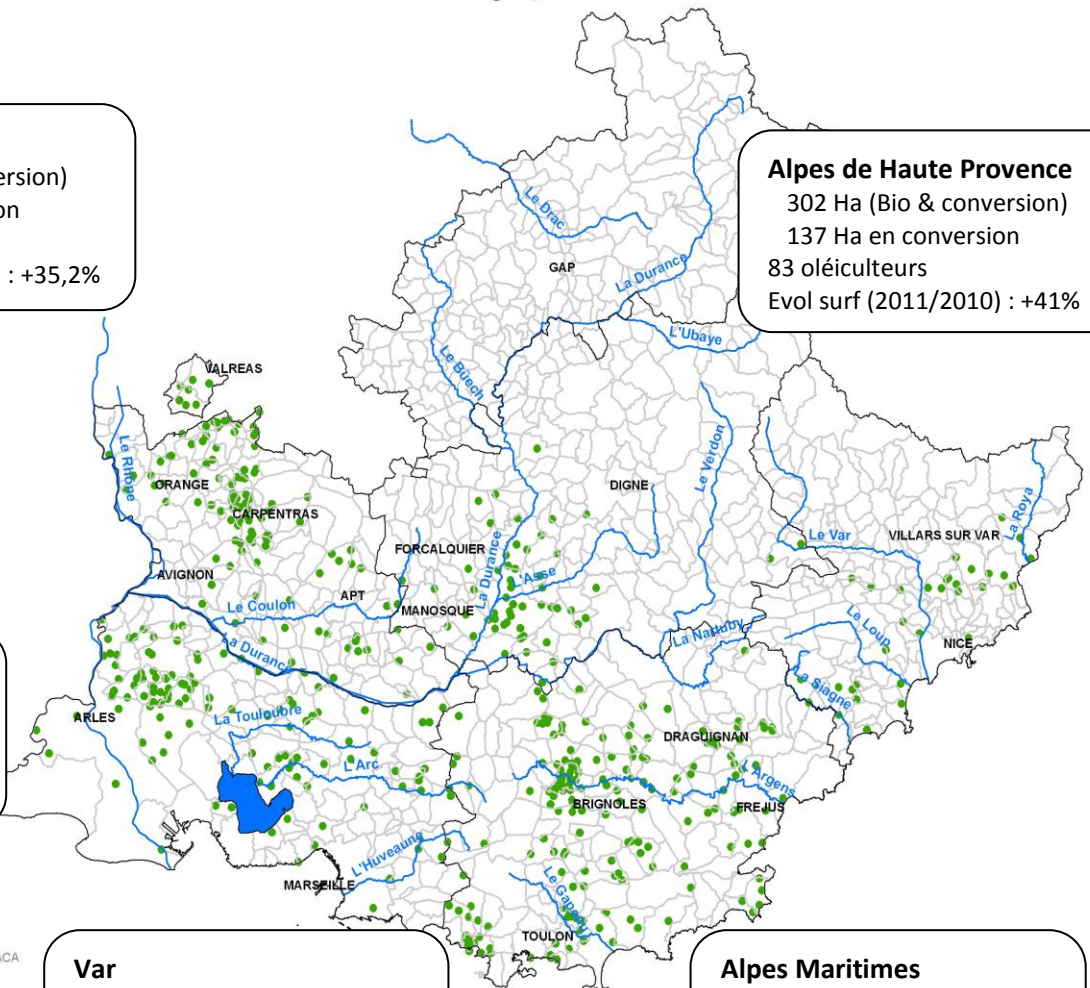 ersion)
on
: +35,2%
Alpes de Haute Provence
302 Ha (Bio & conversion)
137 Ha en conversion
83 oléiculteurs
Evol surf (2011/2010) : +41%
Le Drac
GAP
La Durance
L'Ubaye
Le Büech
VALREAS
Le Rhône
ORANGE
CARPENTRAS
DIGNE
Le Verdon
La Roya
FORCALQUIER
La Durance
L'Asse
Le Var
VILLARS SUR VAR
AVIGNON
APT
MANOSQUE
Le Coulon
La Durance
La Nartuby
Le Loup
NICE
La Siagne
ARLES
La Touloubre
DRAGUIGNAN
L'Arc
L'Argens
BRIGNOLES
FREJUS
L'Huveaune
MARSEILLE
Le Gapeau
TOULON
ACA
Var
Alpes Maritimes